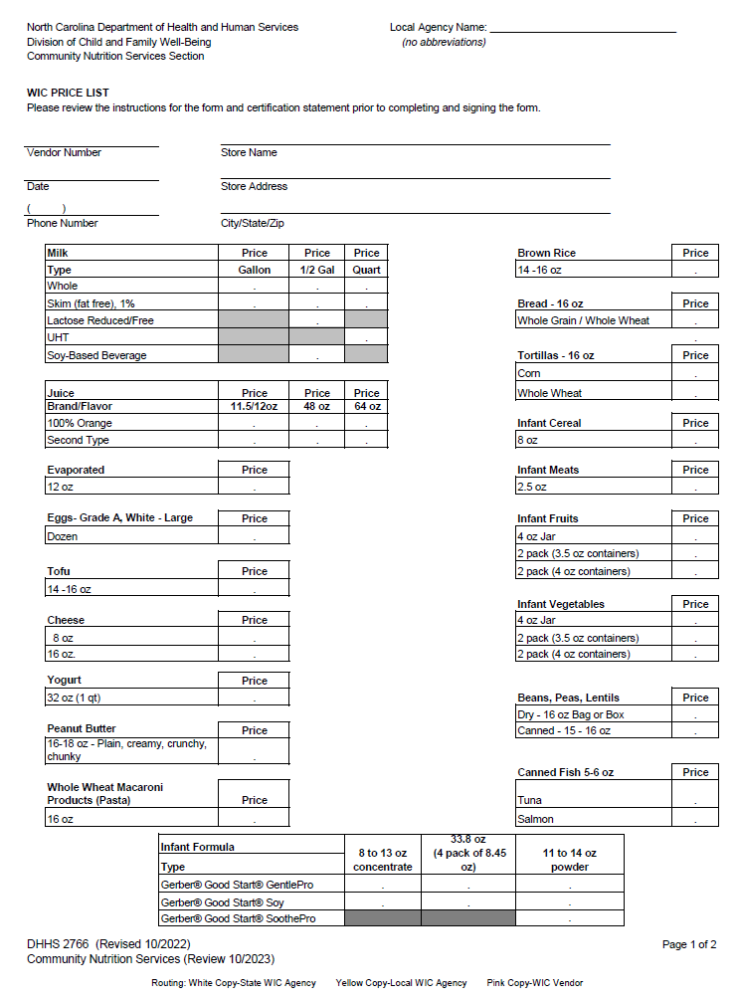 North Carolina Department of Health and Human Services
Local Agency Name: ____________________
Division of Child and Family Well-Being
(no abbreviations)
Community Nutrition Services Section
WIC PRICE LIST
Please review the instructions for the form and certification statement prior to completing and signing the form.
Vendor Number
Store Name
Date
Store Address
( )
Phone Number
City/State/Zip
Milk Price Price Price
Type Gallon 1/2 Gal Quart
Whole . . .
Skim (fat free), 1% . . .
Lactose Reduced/Free .
UHT .
Soy-Based Beverage .
Juice Price Price Price
Brand/Flavor 11.5/12oz 48 oz 64 oz
100% Orange . . .
Second Type . . .
Evaporated Price
12 oz .
Eggs- Grade A, White - Large Price
Dozen .
Tofu Price
14 -16 oz .
Cheese Price
8 oz .
16 oz. .
Yogurt Price
32 oz (1 qt) .
Peanut Butter Price
16-18 oz - Plain, creamy, crunchy,
chunky .
Whole Wheat Macaroni
Products (Pasta) Price
16 oz .
Brown Rice Price
14 -16 oz .
Bread - 16 oz Price
Whole Grain / Whole Wheat .
.
Tortillas - 16 oz Price
Corn .
Whole Wheat .
Infant Cereal Price
8 oz .
Infant Meats Price
2.5 oz .
Infant Fruits Price
4 oz Jar .
2 pack (3.5 oz containers) .
2 pack (4 oz containers) .
Infant Vegetables Price
4 oz Jar .
2 pack (3.5 oz containers) .
2 pack (4 oz containers) .
Beans, Peas, Lentils Price
Dry - 16 oz Bag or Box .
Canned - 15 - 16 oz .
Canned Fish 5-6 oz Price
Tuna .
Salmon .
Infant Formula
Type
8 to 13 oz
concentrate
33.8 oz
(4 pack of 8.45
oz)
11 to 14 oz
powder
Gerber® Good Start® GentlePro . . .
Gerber® Good Start® Soy . . .
Gerber® Good Start® SoothePro .
DHHS 2766 (Revised 10/2022)
Page 1 of 2
Community Nutrition Services (Review 10/2023)
Routing: White Copy-State WIC Agency Yellow Copy-Local WIC Agency Pink Copy-WIC Vendor